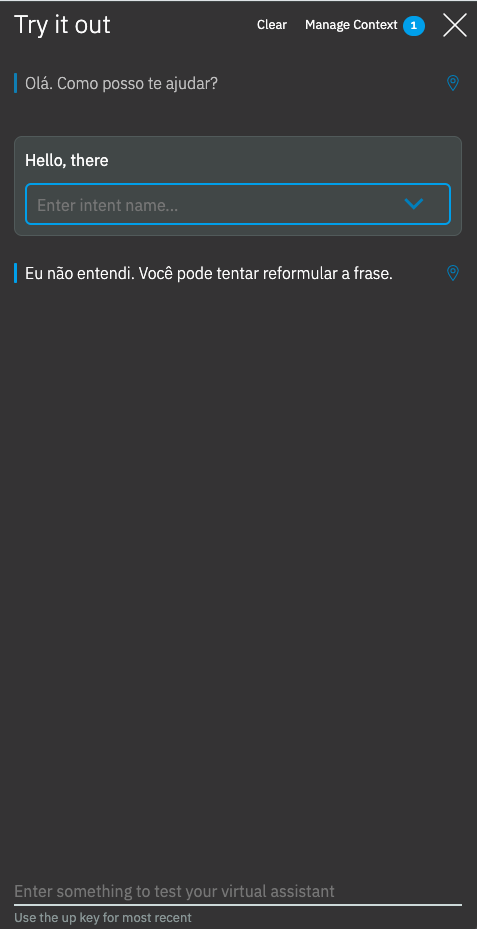 Try it out
Clear
Manage Context 1
Olá. Como posso te ajudar?
Hello, there
Enter intent name...
Eu não entendi. Você pode tentar reformular a frase.
Enter something to test your virtual assistant
Use the up key for most recent